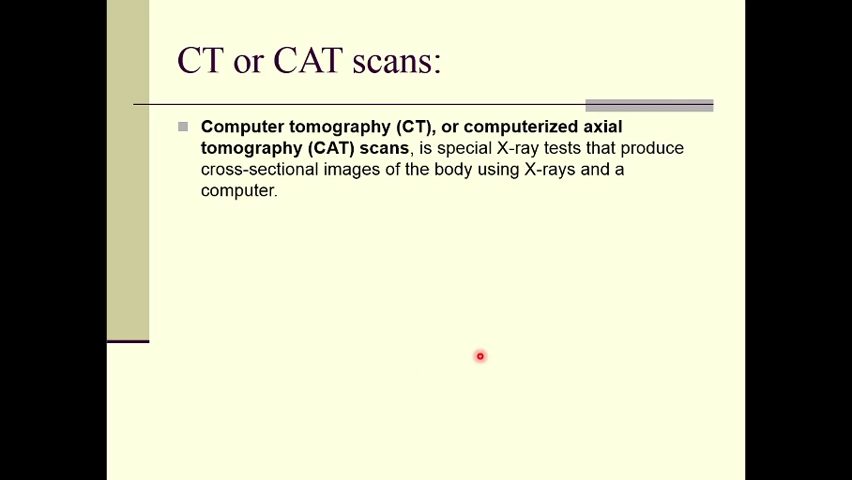 CT or CAT scans:
Computer tomography (CT), or computerized axial
tomography (CAT) scans, is special X-ray tests that produce
cross-sectional images of the body using X-rays and a
computer.